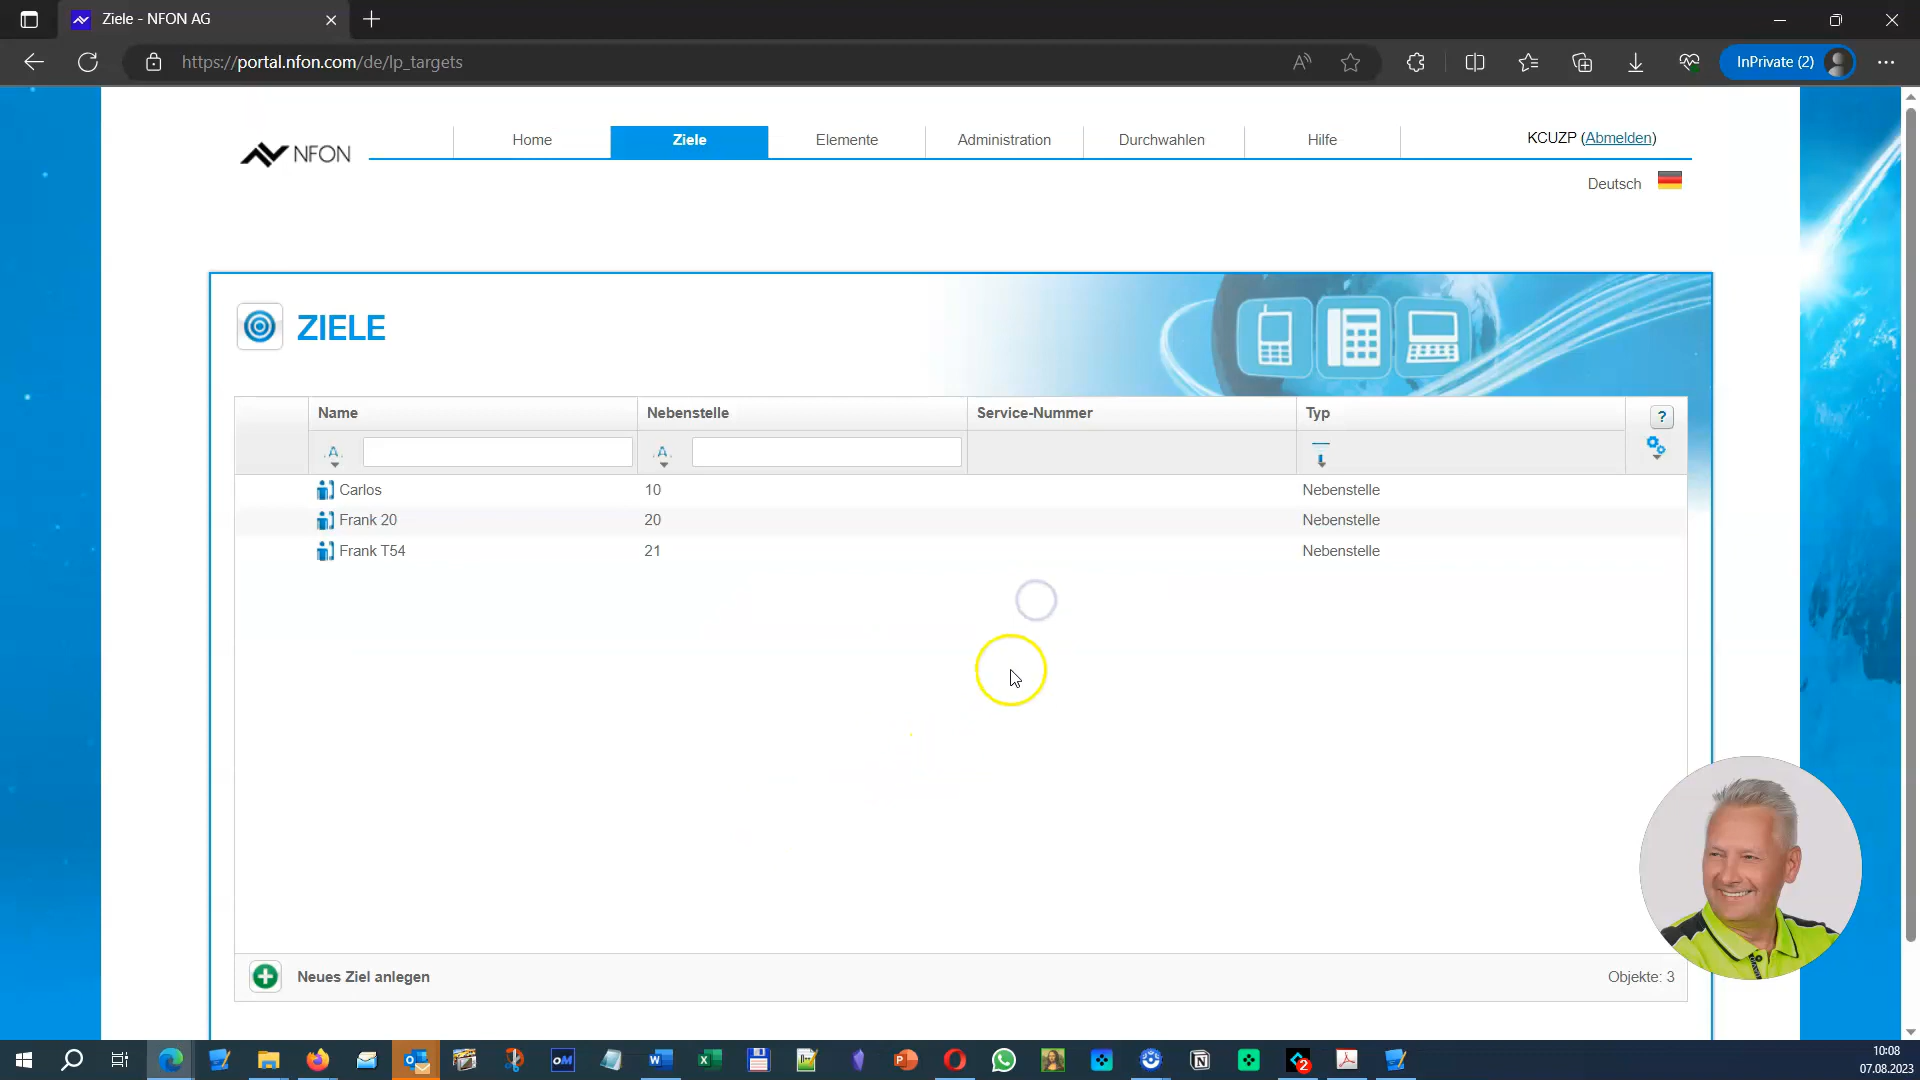 Ziele - NFON AG
https://portal.nfon.com/de/lp_targets
InPrivate (2)
NFON
Home
Ziele
Elemente
Administration
Durchwahlen
Hilfe
KCUZP (Abmelden)
Deutsch
ZIELE
Name
Nebenstelle
Service-Nummer
Typ
?
A
A
Carlos
10
Nebenstelle
Frank 20
20
Nebenstelle
Frank T54
21
Nebenstelle
Neues Ziel anlegen
Objekte: 3
oM
2
10:08
07.08.2023